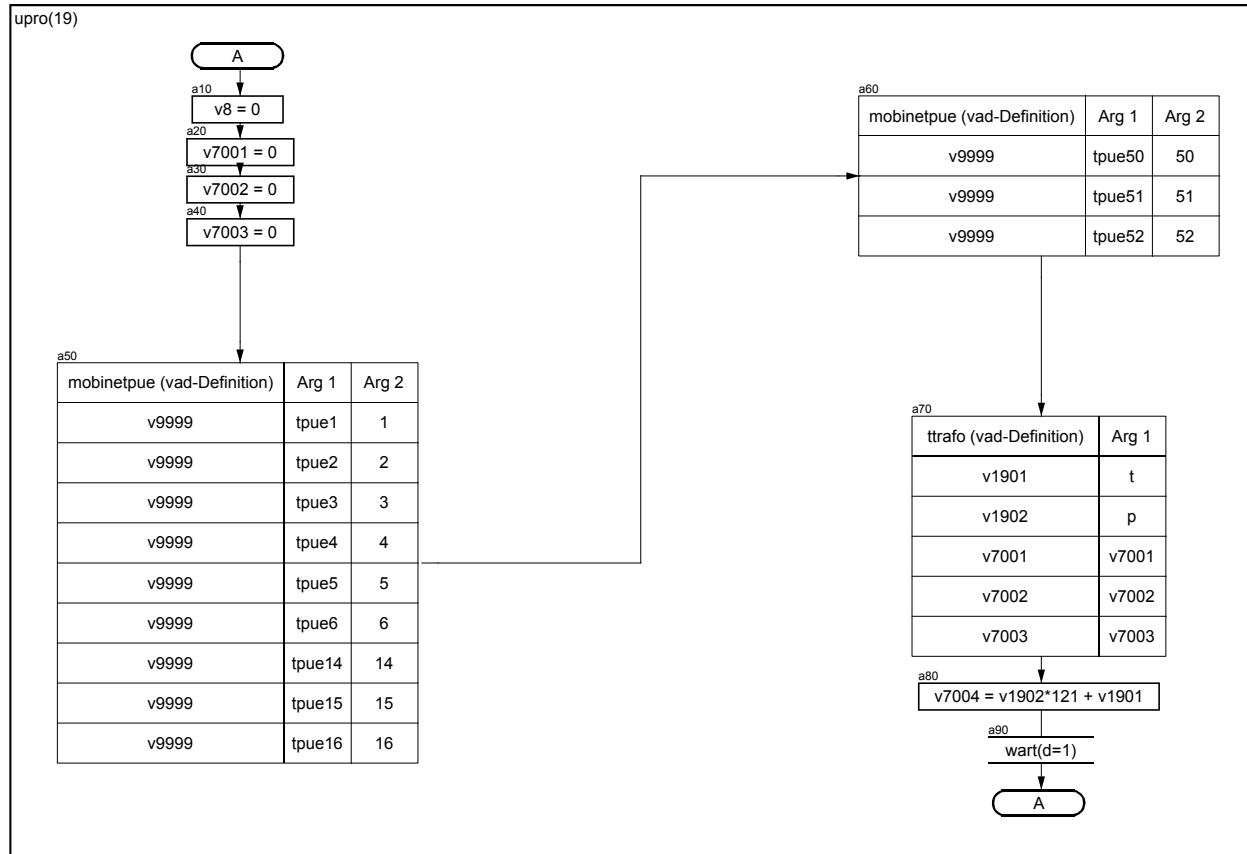 upro(19)
A
a10
v8 = 0
a20
v7001 = 0
a30
v7002 = 0
a40
v7003 = 0
a50
mobinetpue (vad-Definition) Arg 1 Arg 2
v9999 tpue1 1
v9999 tpue2 2
v9999 tpue3 3
v9999 tpue4 4
v9999 tpue5 5
v9999 tpue6 6
v9999 tpue14 14
v9999 tpue15 15
v9999 tpue16 16
a60
mobinetpue (vad-Definition) Arg 1 Arg 2
v9999 tpue50 50
v9999 tpue51 51
v9999 tpue52 52
a70
ttrafo (vad-Definition) Arg 1
v1901 t
v1902 p
v7001 v7001
v7002 v7002
v7003 v7003
a80
v7004 = v1902*121 + v1901
a90
wart(d=1)
A